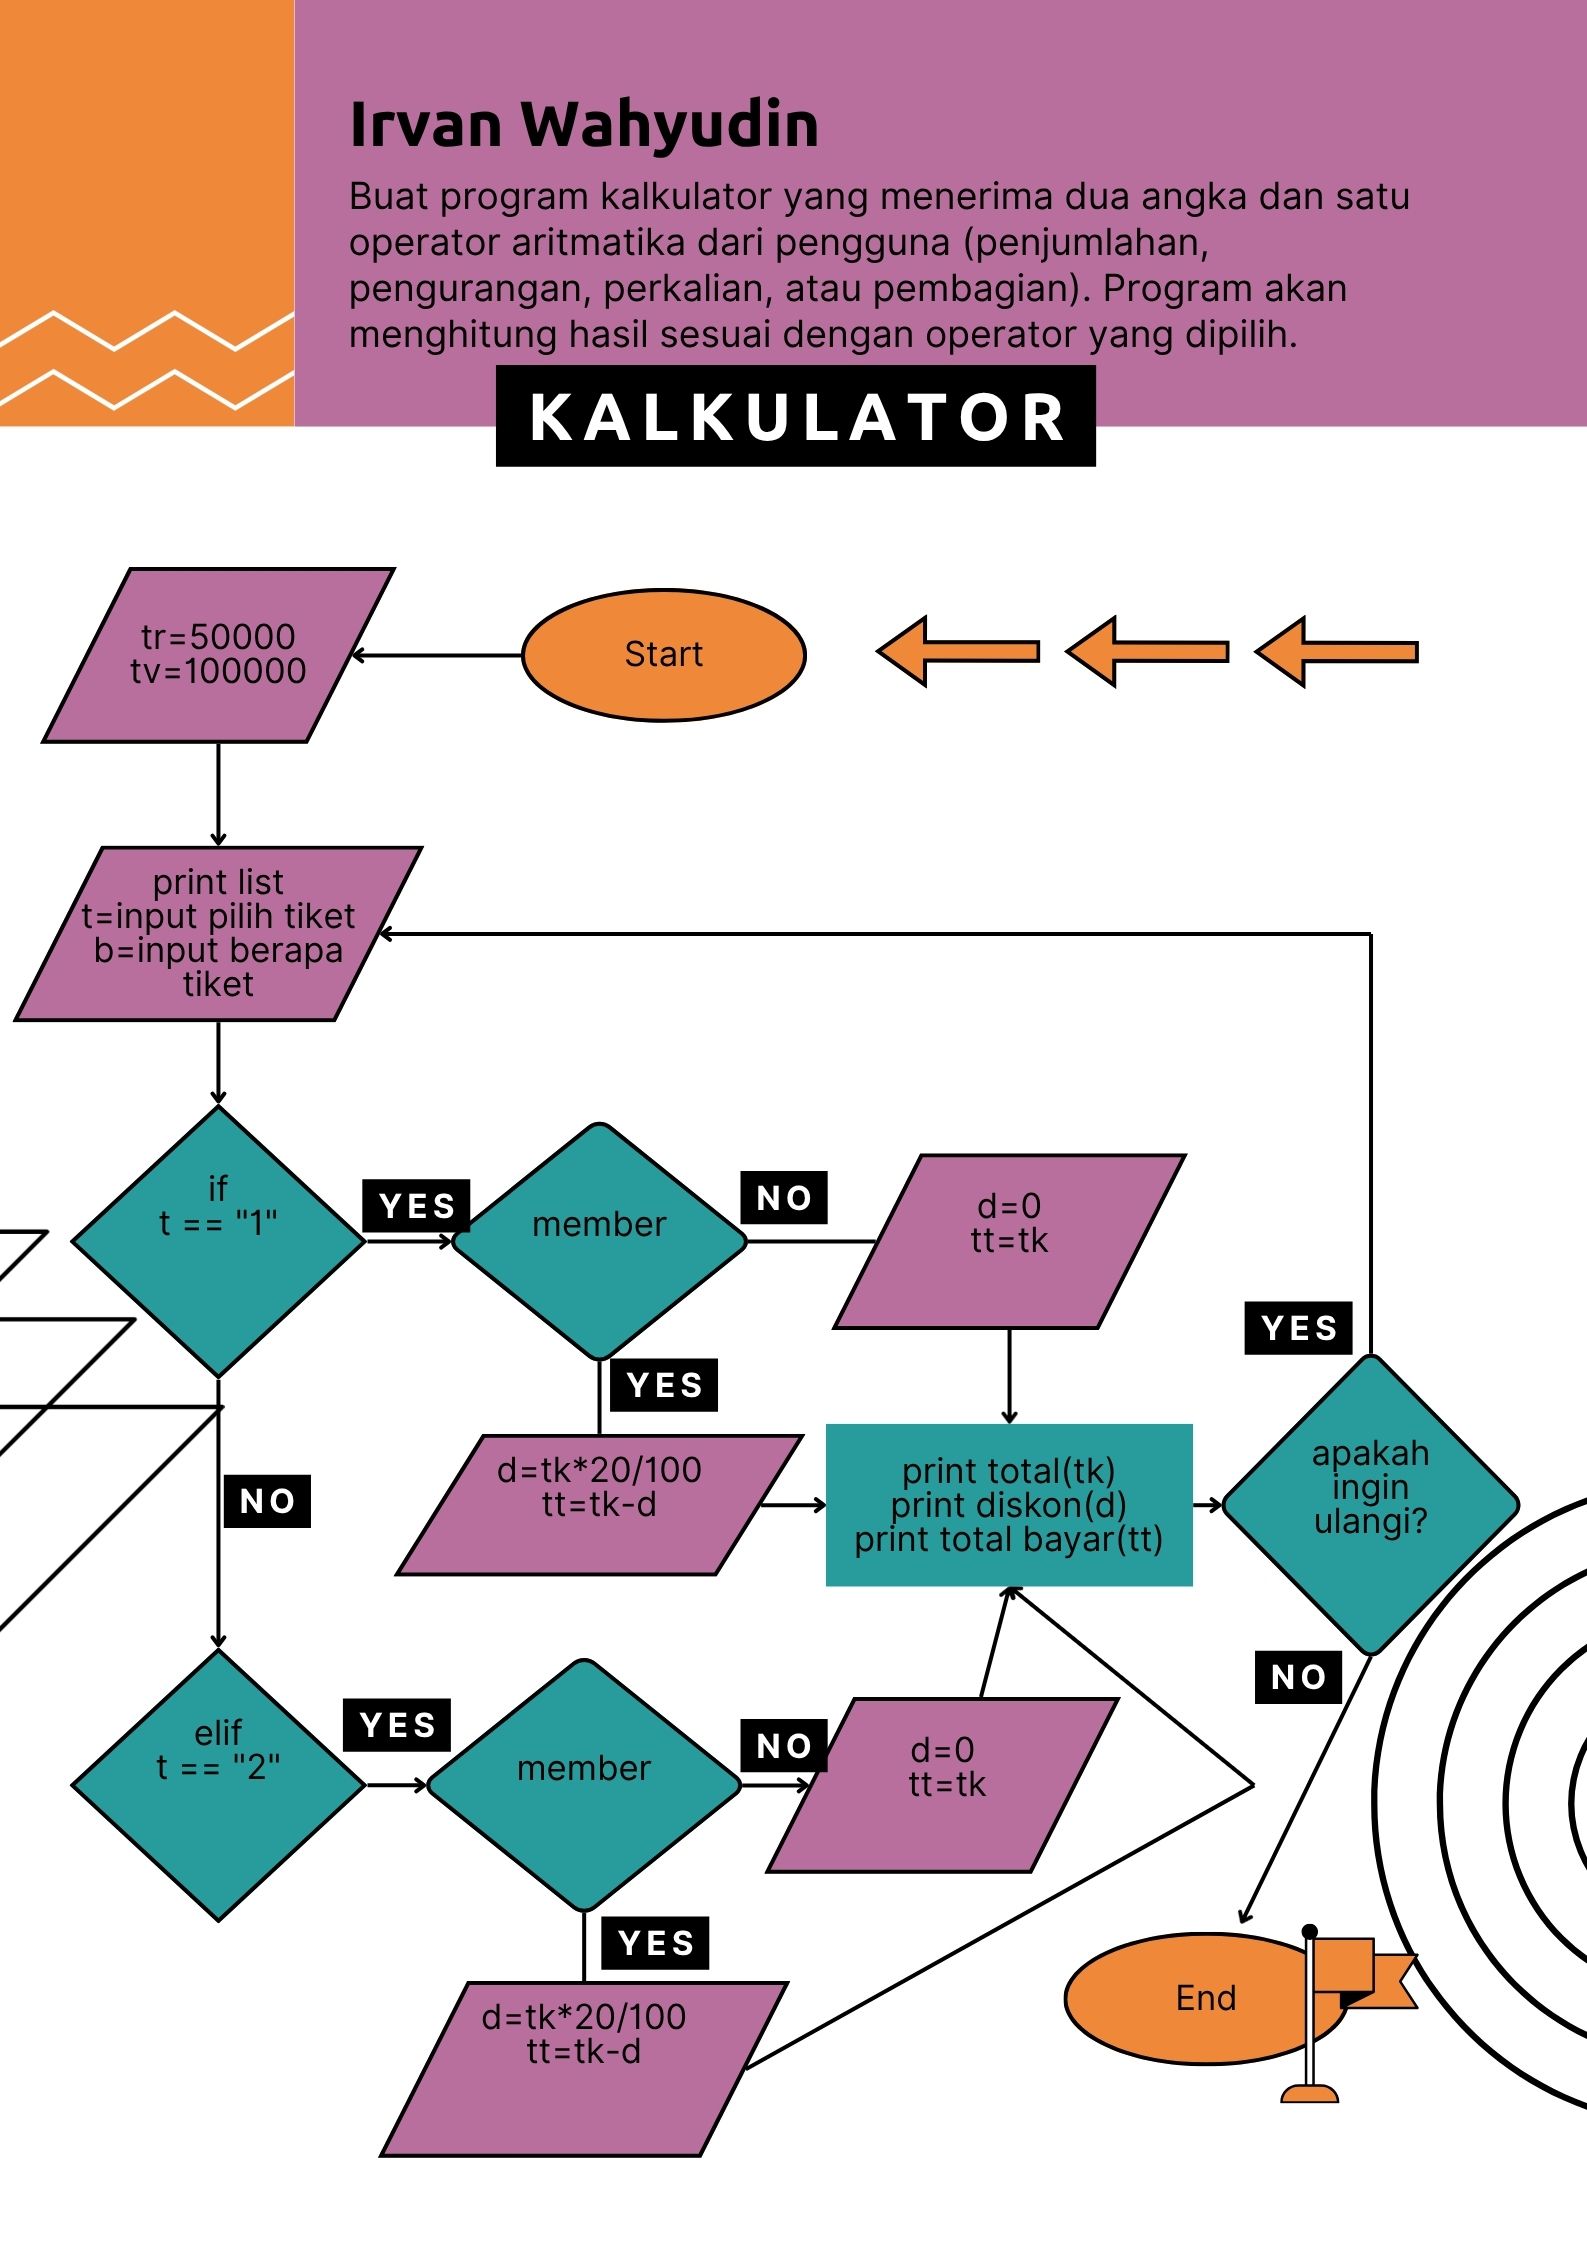 Irvan Wahyudin
Buat program kalkulator yang menerima dua angka dan satu
operator aritmatika dari pengguna (penjumlahan,
pengurangan, perkalian, atau pembagian). Program akan
menghitung hasil sesuai dengan operator yang dipilih.
KALKULATOR
tr=50000
tv=100000
Start
print list
t=input pilih tiket
b=input berapa
tiket
if
t == "1"
YES
member
NO
d=0
tt=tk
YES
YES
d=tk*20/100
tt=tk-d
print total(tk)
print diskon(d)
print total bayar(tt)
apakah
ingin
ulangi?
NO
NO
elif
t == "2"
YES
member
NO
d=0
tt=tk
YES
d=tk*20/100
tt=tk-d
End